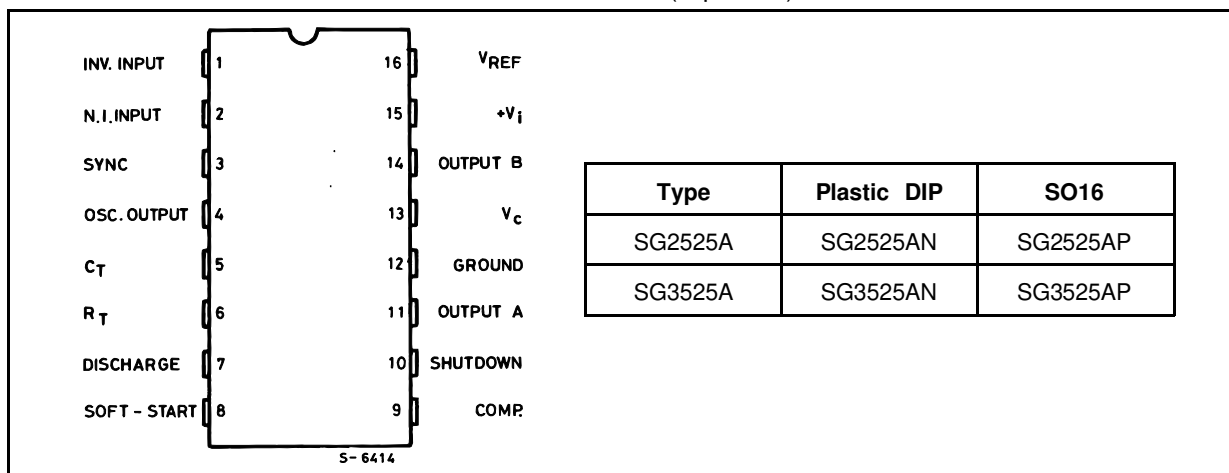 INV. INPUT 1 16 VREF
N.I. INPUT 2 15 +Vi
SYNC 3 14 OUTPUT B
OSC. OUTPUT 4 13 Vc
CT 5 12 GROUND
RT 6 11 OUTPUT A
DISCHARGE 7 10 SHUTDOWN
SOFT - START 8 9 COMP.
S- 6414
Type Plastic DIP SO16
SG2525A SG2525AN SG2525AP
SG3525A SG3525AN SG3525AP